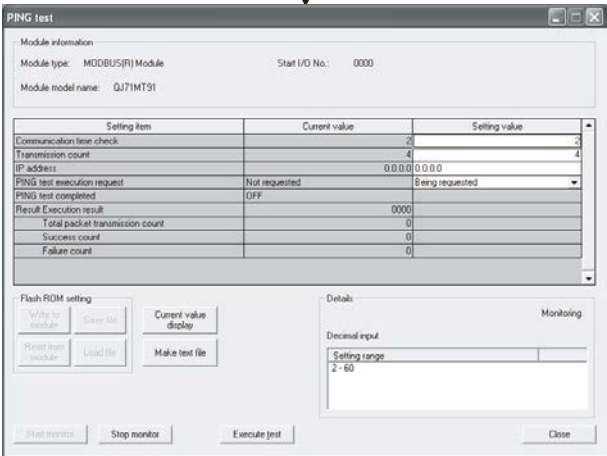 PING test
Module information
Module type: MODBUS(R) Module Start I/O No.: 0000
Module model name: QJ71MT91
Setting item Current value Setting value
Communication time check 2 2
Transmission count 4 4
IP address 0.0.0.0 0.0.0.0
PING test execution request Not requested Being requested
PING test completed OFF
Result Execution result 0000
Total packet transmission count 0
Success count 0
Failure count 0
Flash ROM setting Details
Write to module Save file Current value display Monitoring
Decimal input
Read from module Load file Make text file Setting range
2 - 60
Start monitor Stop monitor Execute test Close